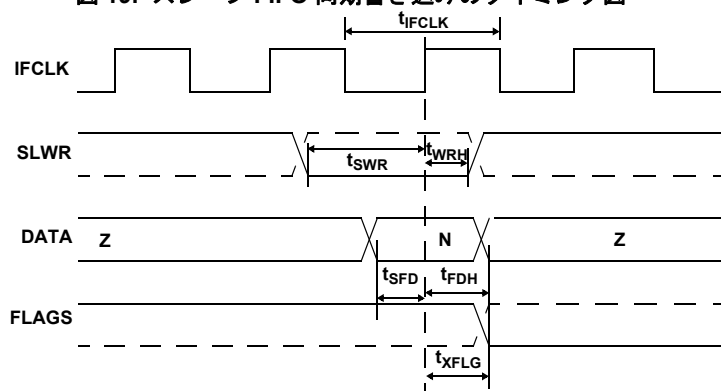 図 10. スレーブ FIFO 同期書き込みのタイミング図
tIFCLK
IFCLK
SLWR
tSWR
tWRH
DATA
Z
N
Z
tSFD
tFDH
FLAGS
tXFLG